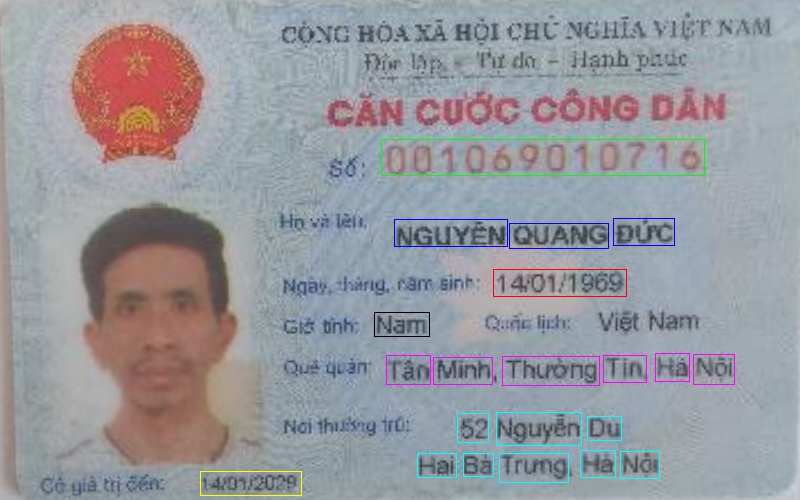 CỘNG HÒA XÃ HỘI CHỦ NGHĨA VIỆT NAM
Độc lập - Tự do - Hạnh phúc
CĂN CƯỚC CÔNG DÂN
Số: 001069010716
Họ và tên: NGUYỄN QUANG ĐỨC
Ngày, tháng, năm sinh: 14/01/1969
Giới tính: Nam Quốc tịch: Việt Nam
Quê quán: Tân Minh, Thường Tín, Hà Nội
Nơi thường trú: 52 Nguyễn Du
Hai Bà Trưng, Hà Nội
Có giá trị đến: 14/01/2029